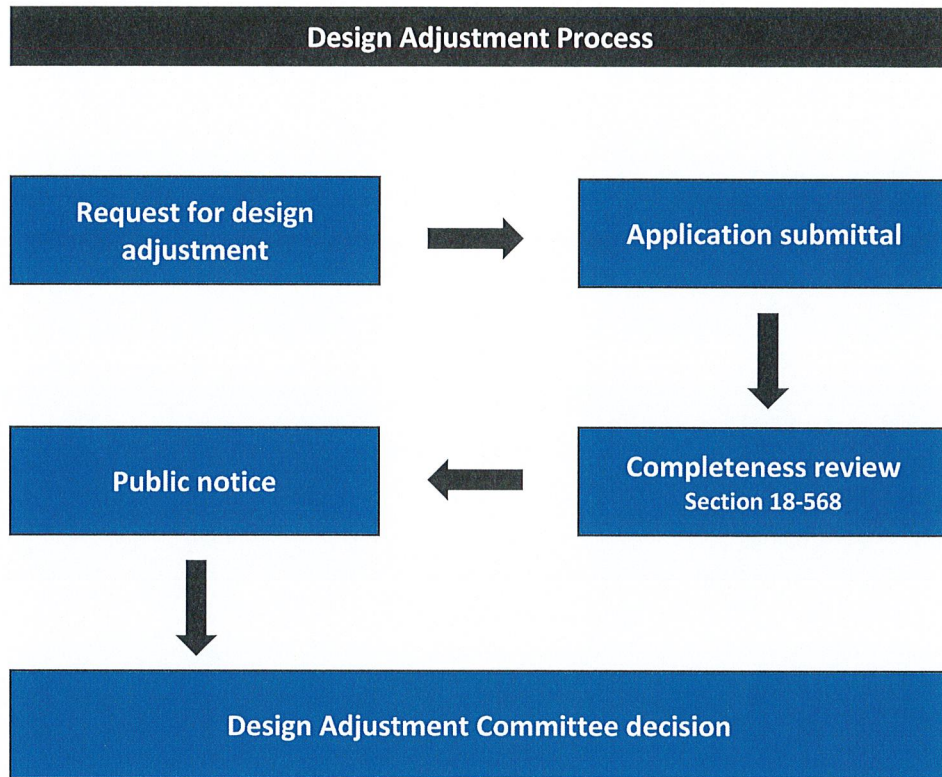 Design Adjustment Process
Request for design
adjustment
Application submittal
Completeness review
Section 18-568
Public notice
Design Adjustment Committee decision